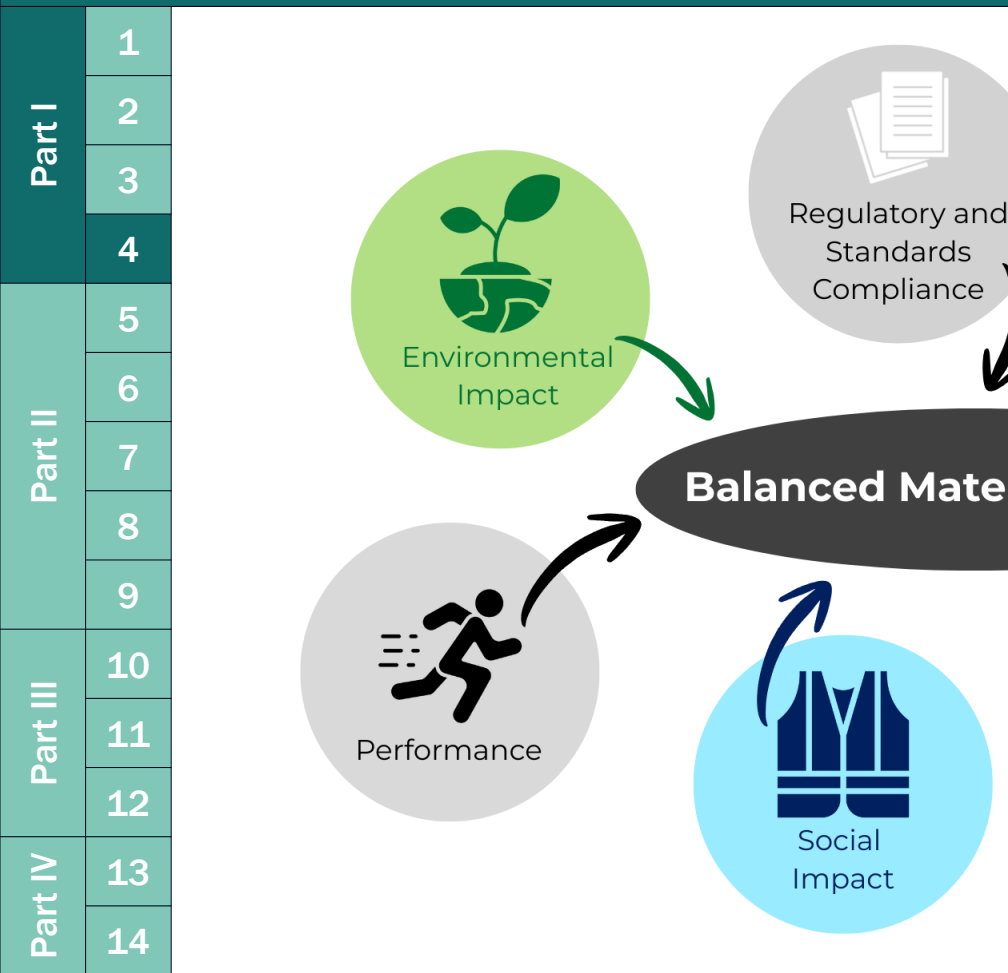 Part I
1
2
3
4
Part II
5
6
7
8
9
Part III
10
11
12
Part IV
13
14
Regulatory and
Standards
Compliance
Environmental
Impact
Balanced
Performance
Social
Impact